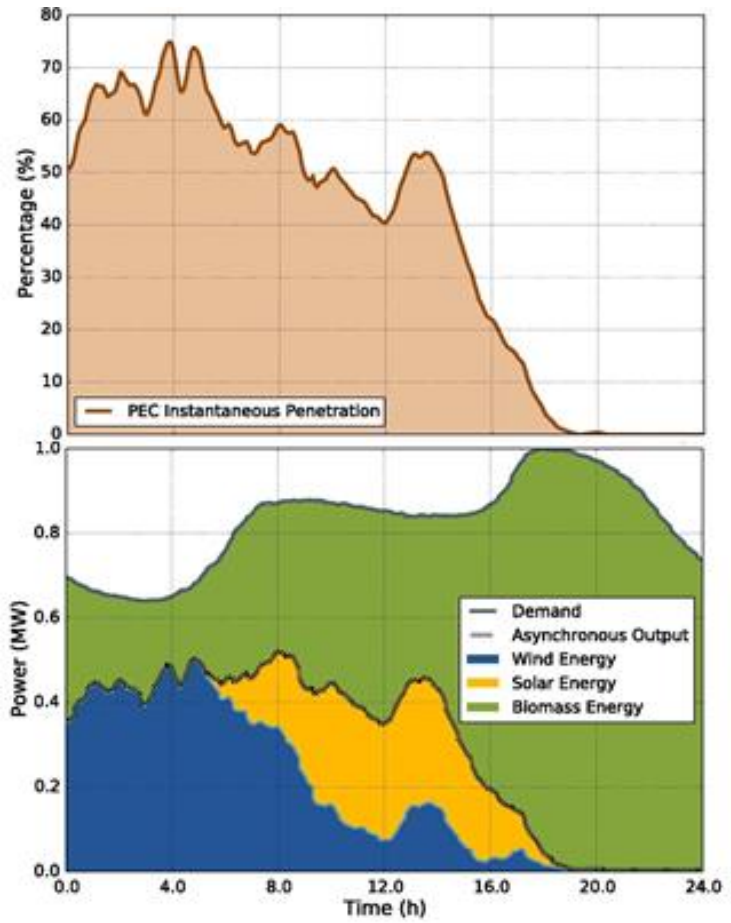 80
70
60
50
40
30
20
10
0
Percentage (%)
PEC Instantaneous Penetration
1.0
0.8
0.6
0.4
0.2
0.0
Power (MW)
Demand
Asynchronous Output
Wind Energy
Solar Energy
Biomass Energy
0.0 4.0 8.0 12.0 16.0 20.0 24.0
Time (h)